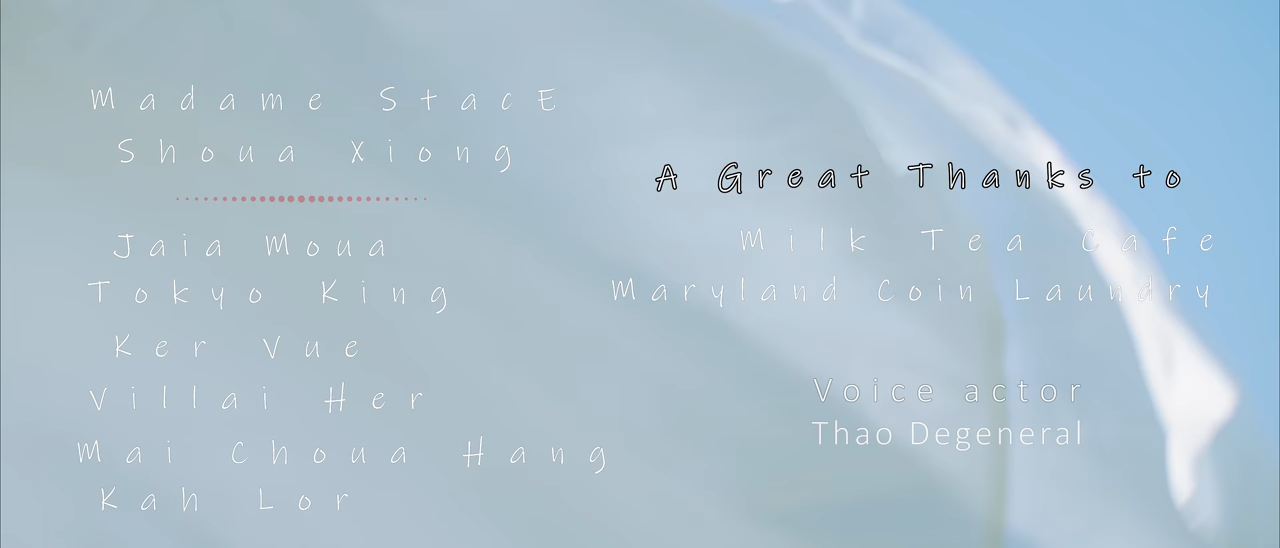 Madame StacE
Shoua Xiong
Jaia Moua
Tokyo King
Ker Vue
Villai Her
Mai Choua Hang
Kah Lor
A Great Thanks to
Milk Tea Cafe
Maryland Coin Laundry
Voice actor
Thao Degeneral